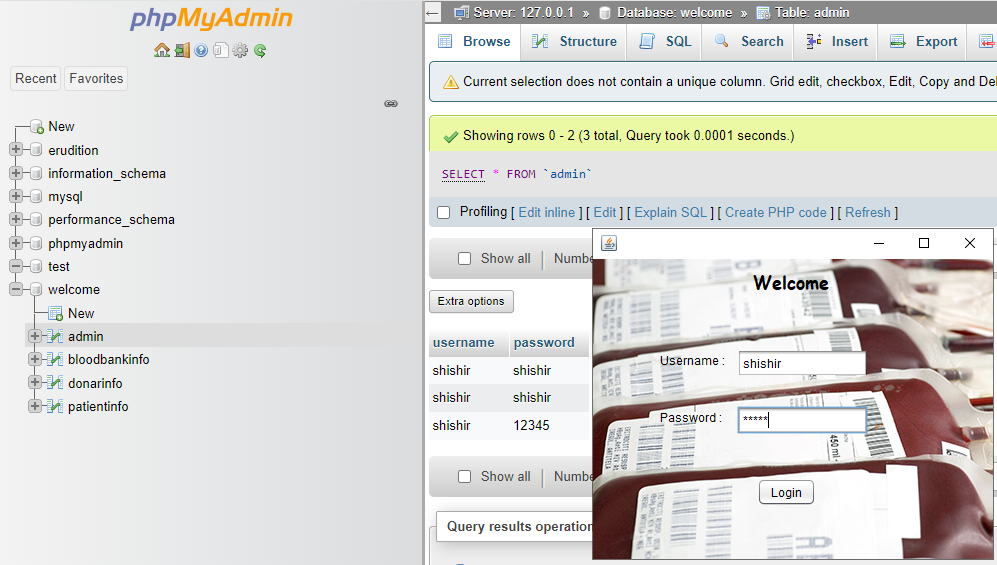 phpMyAdmin
Recent Favorites
New
erudition
information_schema
mysql
performance_schema
phpmyadmin
test
welcome
New
admin
bloodbankinfo
donarinfo
patientinfo
Server: 127.0.0.1 » Database: welcome » Table: admin
Browse Structure SQL Search Insert Export
Current selection does not contain a unique column. Grid edit, checkbox, Edit, Copy and Del
Showing rows 0 - 2 (3 total, Query took 0.0001 seconds.)
SELECT * FROM `admin`
Profiling [ Edit inline ] [ Edit ] [ Explain SQL ] [ Create PHP code ] [ Refresh ]
Show all Numbe
Extra options
username password
shishir shishir
shishir shishir
shishir 12345
Show all Numbe
Query results operation
Welcome
Username : shishir
Password : *****
Login
450 mL